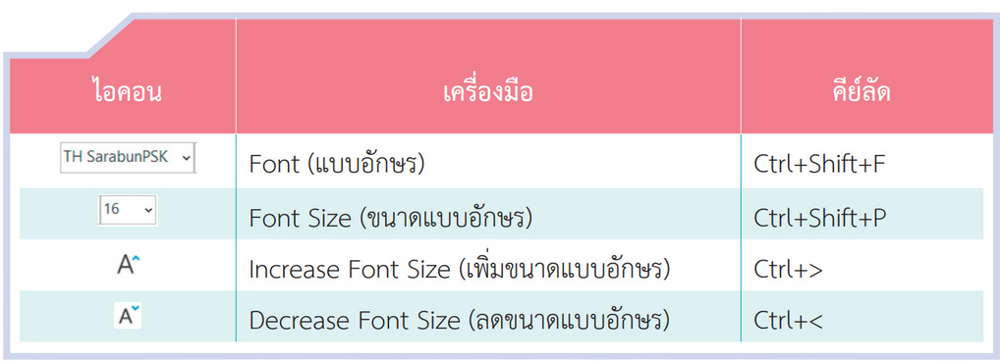 ไอคอน เครื่องมือ คีย์ลัด
TH SarabunPSK Font (แบบอักษร) Ctrl+Shift+F
16 Font Size (ขนาดแบบอักษร) Ctrl+Shift+P
A Increase Font Size (เพิ่มขนาดแบบอักษร) Ctrl+>
A Decrease Font Size (ลดขนาดแบบอักษร) Ctrl+<